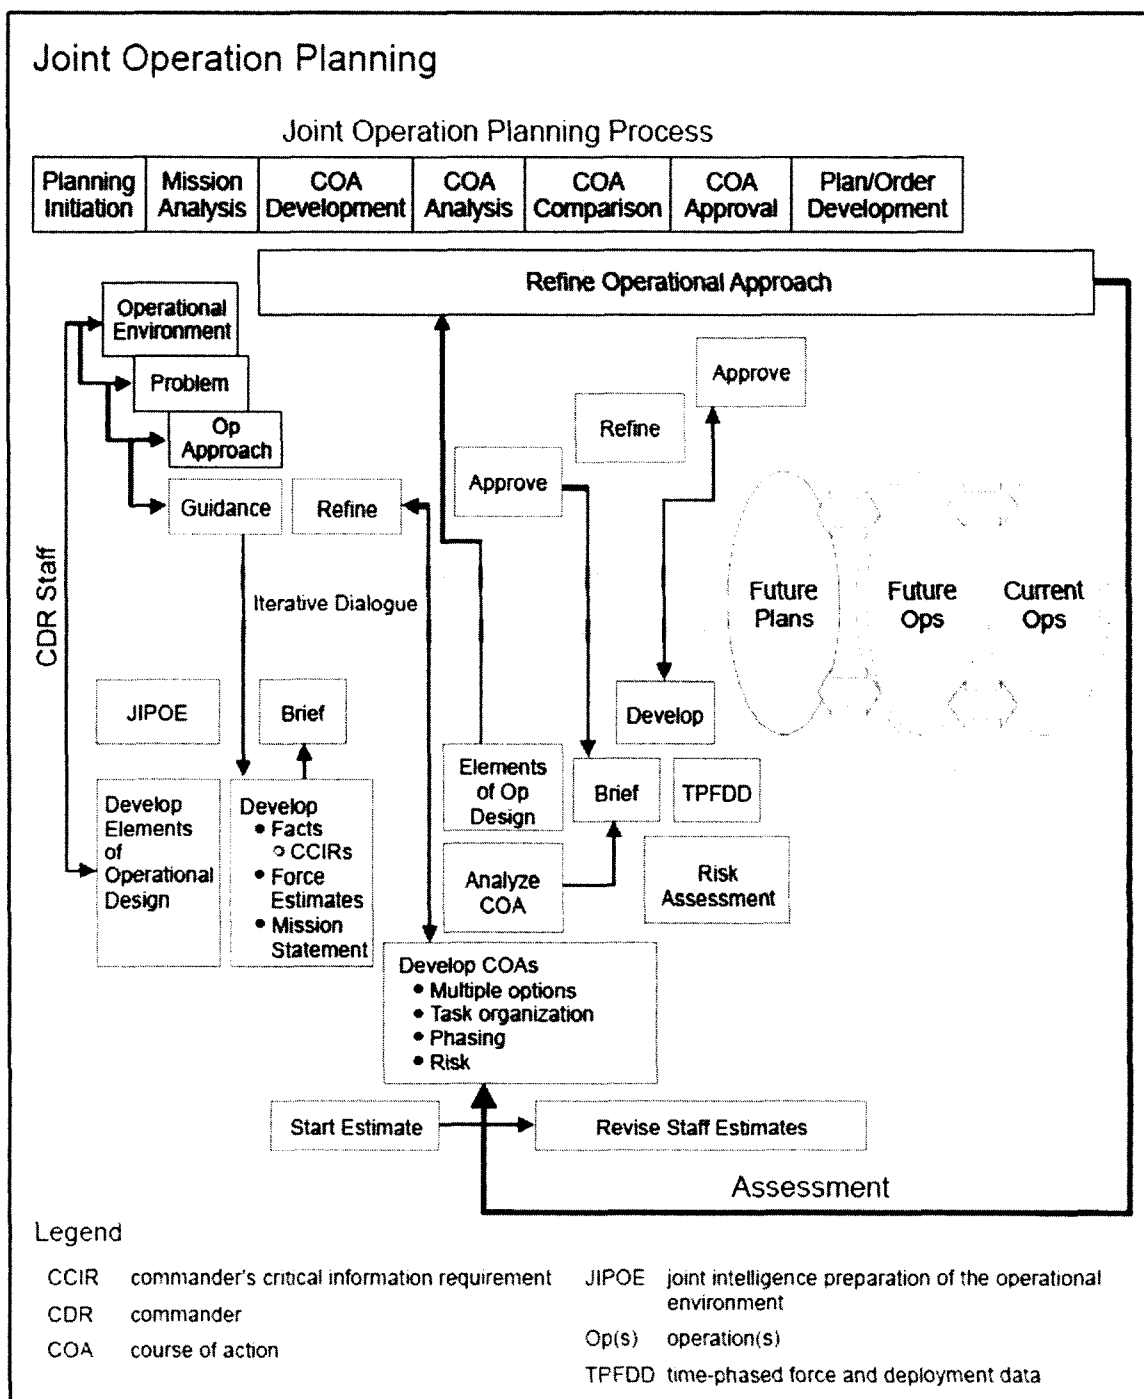 Joint Operation Planning
Joint Operation Planning Process
Planning
Initiation
Mission
Analysis
COA
Development
COA
Analysis
COA
Comparison
COA
Approval
Plan/Order
Development
Refine Operational Approach
Operational
Environment
Problem
Op
Approach
Guidance
Refine
Approve
Refine
Approve
CDR Staff
Iterative Dialogue
Future
Plans
Future
Ops
Current
Ops
JIPOE
Brief
Develop
Elements
of Op
Design
Brief
TPFDD
Develop
Elements
of
Operational
Design
Develop
• Facts
○ CCIRs
• Force
Estimates
• Mission
Statement
Analyze
COA
Risk
Assessment
Develop COAs
• Multiple options
• Task organization
• Phasing
• Risk
Start Estimate
Revise Staff Estimates
Assessment
Legend
CCIR commander's critical information requirement
CDR commander
COA course of action
JIPOE joint intelligence preparation of the operational
environment
Op(s) operation(s)
TPFDD time-phased force and deployment data